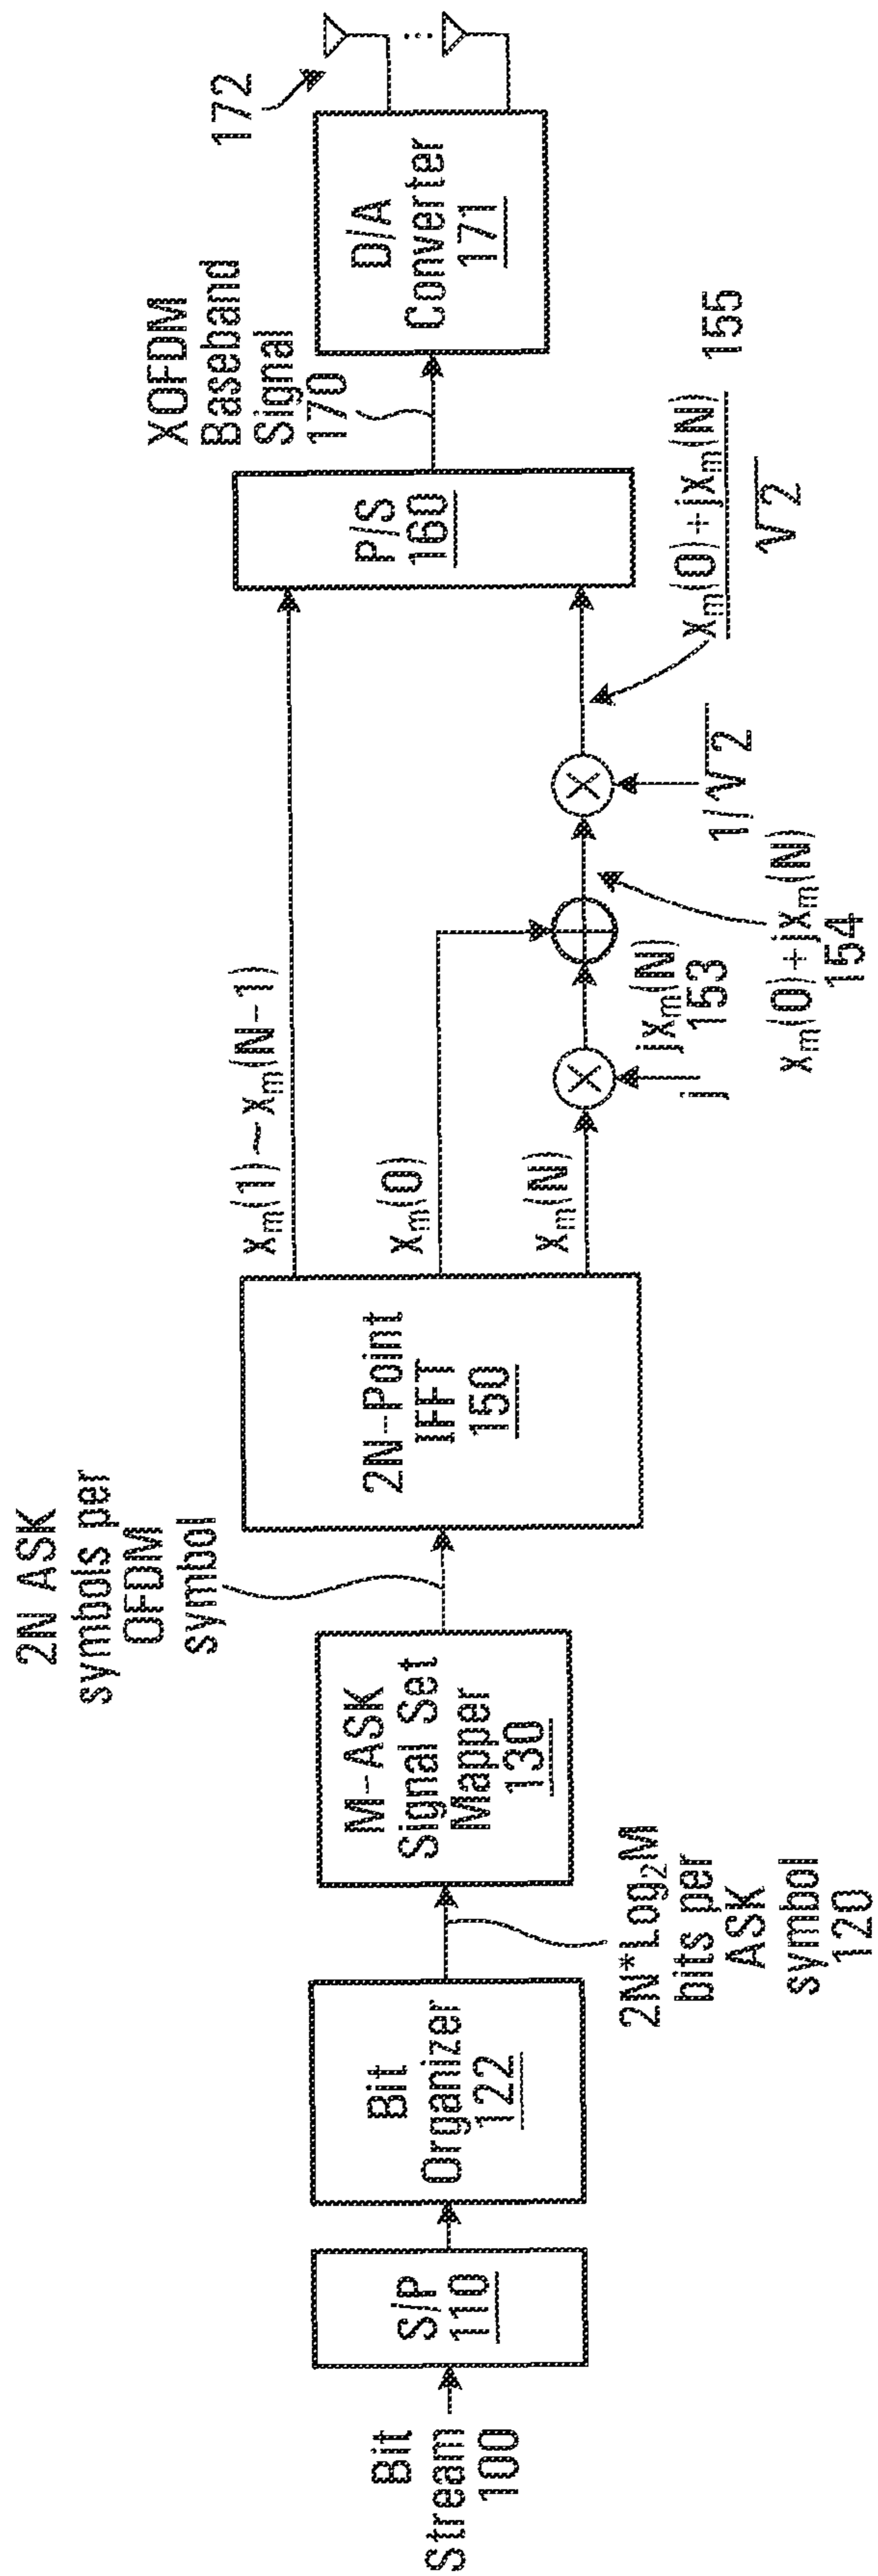 Bit
Stream
100
S/P
110
Bit
Organizer
122
2N*Log₂M
bits per
ASK
symbol
120
M-ASK
Signal Set
Mapper
130
2N ASK
symbols per
OFDM
symbol
2N-Point
IFFT
150
xₘ(1)~xₘ(N-1)
xₘ(0)
xₘ(N)
X
j
jxₘ(N)
153
xₘ(0)+jxₘ(N)
154
X
1/√2
xₘ(0)+jxₘ(N)
√2
155
P/S
160
XOFDM
Baseband
Signal
170
D/A
Converter
171
172